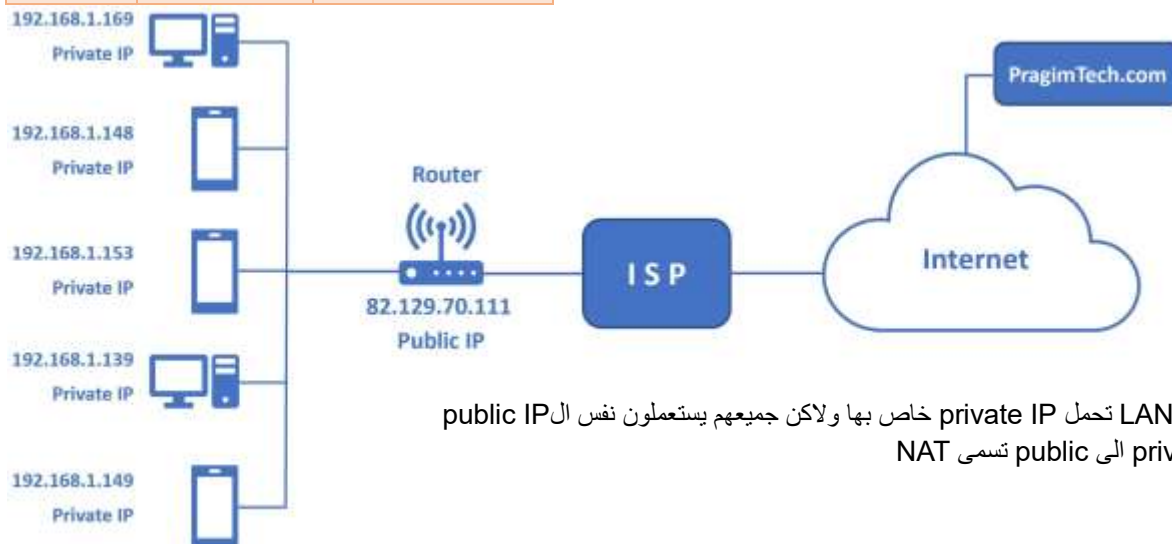 192.168.1.169
Private IP
192.168.1.148
Private IP
192.168.1.153
Private IP
192.168.1.139
Private IP
192.168.1.149
Private IP
Router
82.129.70.111
Public IP
ISP
Internet
PragimTech.com
LAN تحمل private IP خاص بها ولاكن جميعهم يستعملون نفس الpublic IP
الى public تسمى NAT